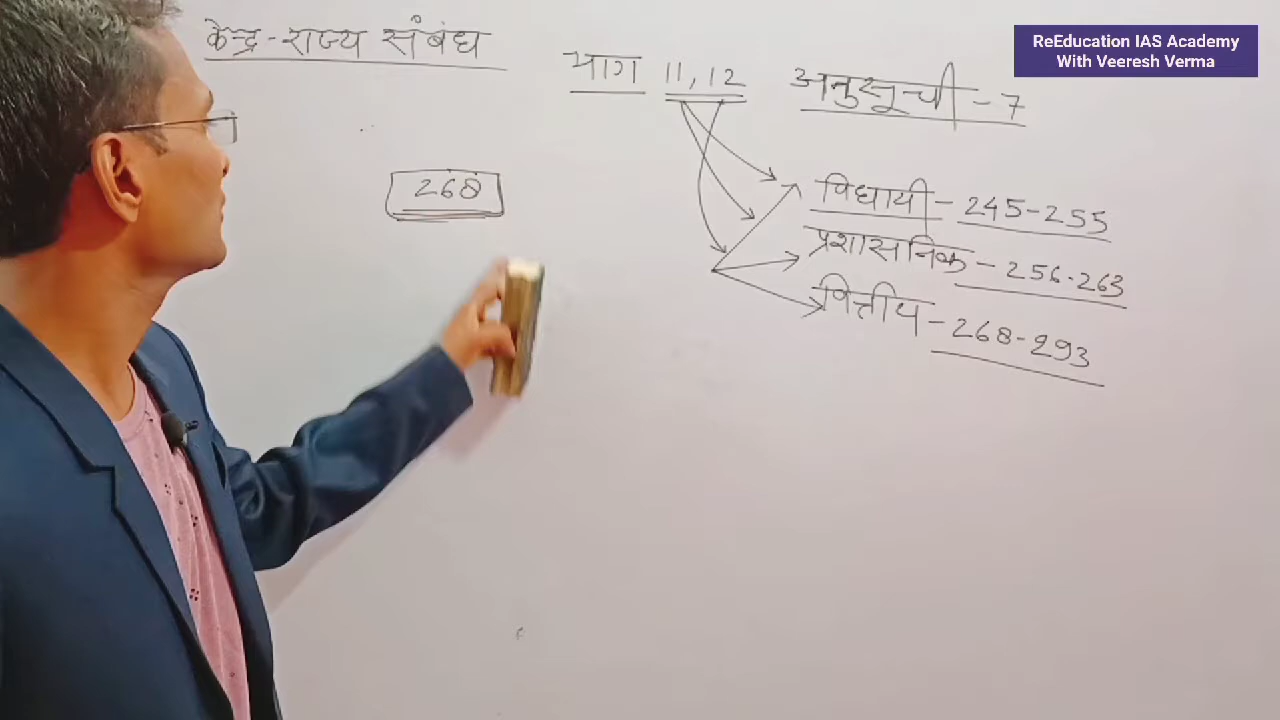 केन्द्र-राज्य संबंध
भाग 11, 12 अनुसूची-7
ReEducation IAS Academy
With Veeresh Verma
268
विधायी - 245-255
प्रशासनिक - 256-263
वित्तीय - 268-293